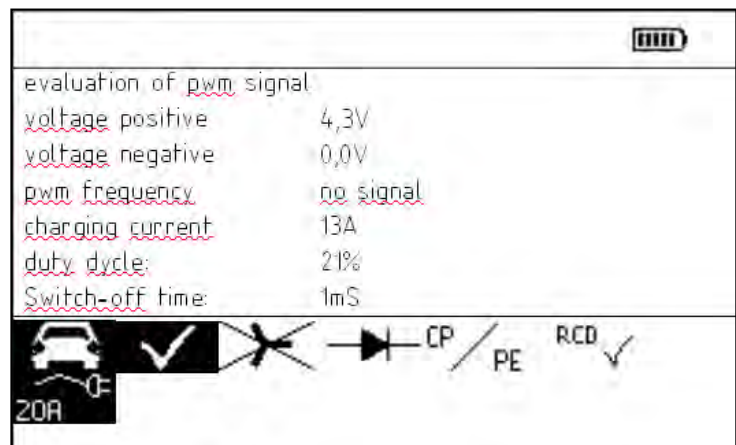 evaluation of pwm signal
voltage positive 4,3V
voltage negative 0,0V
pwm frequency no signal
charging current 13A
duty dycle: 21%
Switch-off time: 1mS
CP/PE RCD
20A